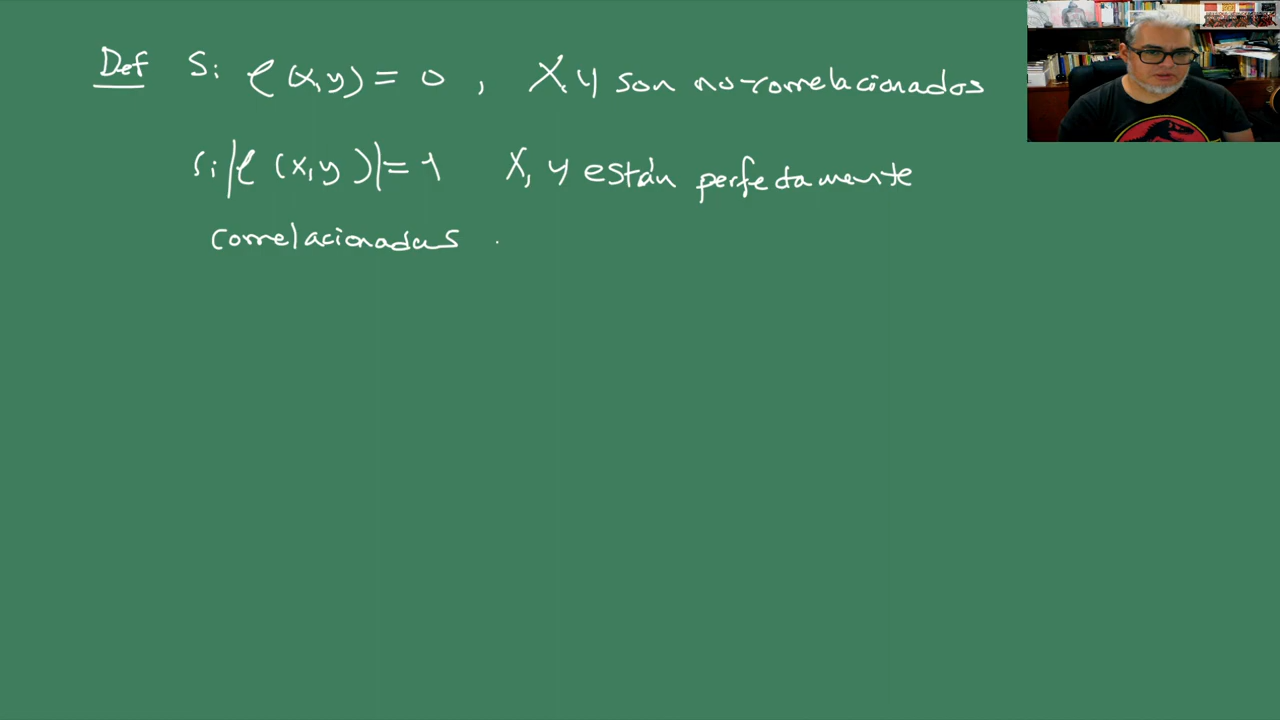 Def Si ρ(X,Y) = 0, X Y son no-correlacionados
Si |ρ(X,Y)| = 1 X, Y están perfectamente
correlacionadas.